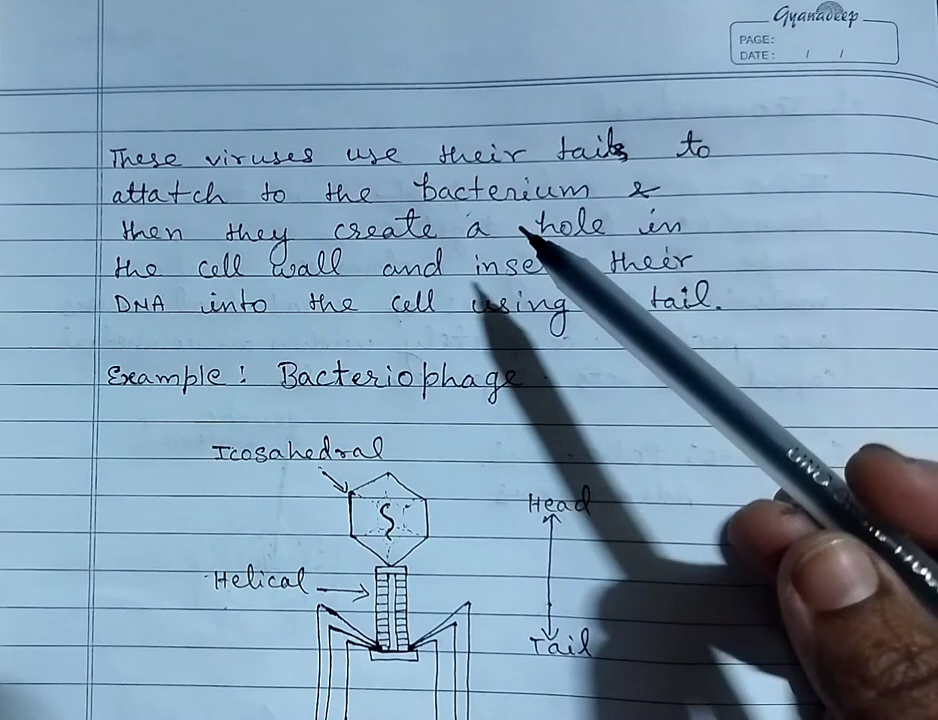 Gyanadeep
PAGE:
DATE: / /
These viruses use their tails to
attatch to the bacterium &
then they create a hole in
the cell wall and inse their
DNA into the cell using tail.
Example: Bacteriophage
Icosahedral
Head
Helical
Tail